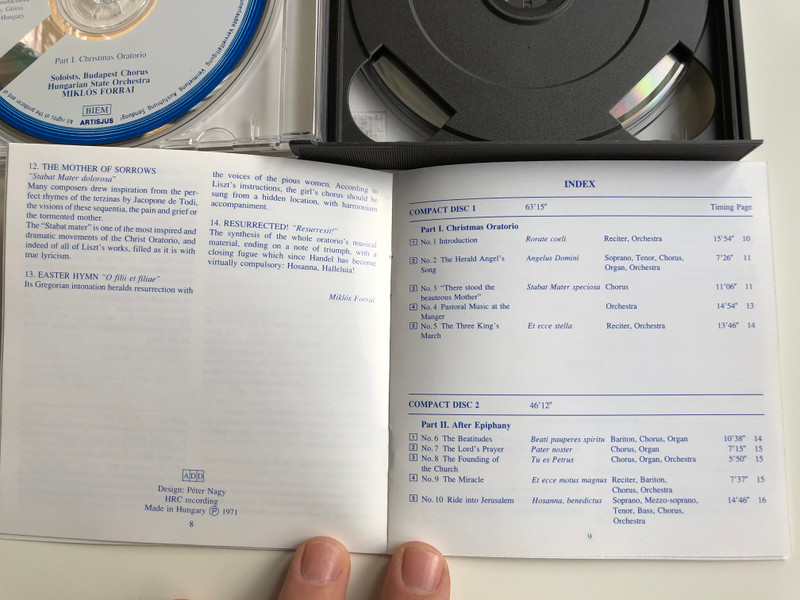 Glória
Hungary
Part I. Christmas Oratorio
Soloists, Budapest Chorus
Hungarian State Orchestra
MIKLÓS FORRAI
BIEM
ARTISJUS
12. THE MOTHER OF SORROWS
"Stabat Mater dolorosa"
Many composers drew inspiration from the per-
fect rhymes of the terzinas by Jacopone de Todi,
the visions of these sequentia, the pain and grief or
the tormented mother.
The "Stabat mater" is one of the most inspired and
dramatic movements of the Christ Oratorio, and
indeed of all of Liszt's works, filled as it is with
true lyricism.
13. EASTER HYMN "O filii et filiae"
Its Gregorian intonation heralds resurrection with
the voices of the pious women. According to
Liszt's instructions, the girl's chorus should be
sung from a hidden location, with harmonium
accompaniment.
14. RESURRECTED! "Resurrexit!"
The synthesis of the whole oratorio's musical
material, ending on a note of triumph, with a
closing fugue which since Handel has become
virtually compulsory: Hosanna, Halleluia!
Miklós Forrai
ADD
Design: Péter Nagy
HRC recording
Made in Hungary Ⓟ 1971
8
INDEX
COMPACT DISC 1 63'15" Timing Page
Part I. Christmas Oratorio
1 No.1 Introduction Rorate coeli Reciter, Orchestra 15'54" 10
2 No.2 The Herald Angel's Angelus Domini Soprano, Tenor, Chorus, 7'26" 11
Song Organ, Orchestra
3 No.3 "There stood the Stabat Mater speciosa Chorus 11'06" 11
beauteous Mother"
4 No.4 Pastoral Music at the Orchestra 14'54" 13
Manger
5 No.5 The Three King's Et ecce stella Reciter, Orchestra 13'46" 14
March
COMPACT DISC 2 46'12"
Part II. After Epiphany
1 No.6 The Beatitudes Beati pauperes spiritu Bariton, Chorus, Organ 10'38" 14
2 No.7 The Lord's Prayer Pater noster Chorus, Organ 7'15" 15
3 No.8 The Founding of Tu es Petrus Chorus, Organ, Orchestra 5'50" 15
the Church
4 No.9 The Miracle Et ecce motus magnus Reciter, Bariton, 7'37" 15
Chorus, Orchestra
5 No.10 Ride into Jerusalem Hosanna, benedictus Soprano, Mezzo-soprano, 14'46" 16
Tenor, Bass, Chorus,
Orchestra
9